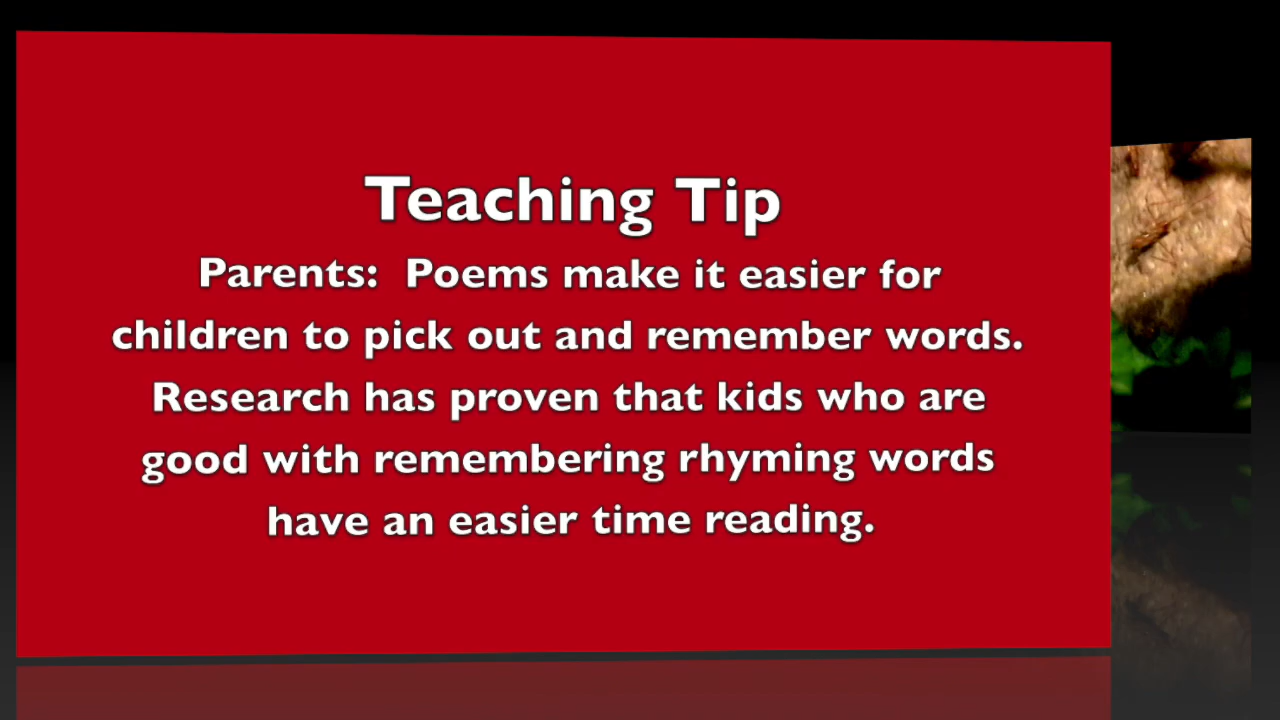 Teaching Tip
Parents:  Poems make it easier for
children to pick out and remember words.
Research has proven that kids who are
good with remembering rhyming words
have an easier time reading.